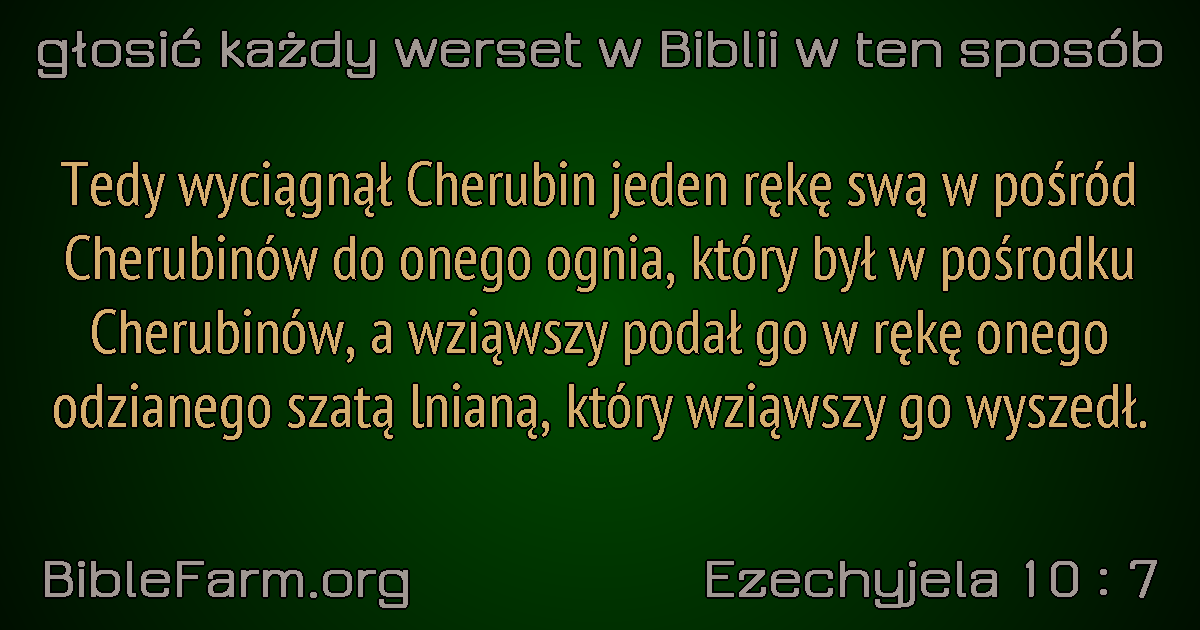 głosić każdy werset w Biblii w ten sposób
Tedy wyciągnął Cherubin jeden rękę swą w pośród
Cherubinów do onego ognia, który był w pośrodku
Cherubinów, a wziąwszy podał go w rękę onego
odzianego szatą lnianą, który wziąwszy go wyszedł.
BibleFarm.org
Ezechyjela 10 : 7